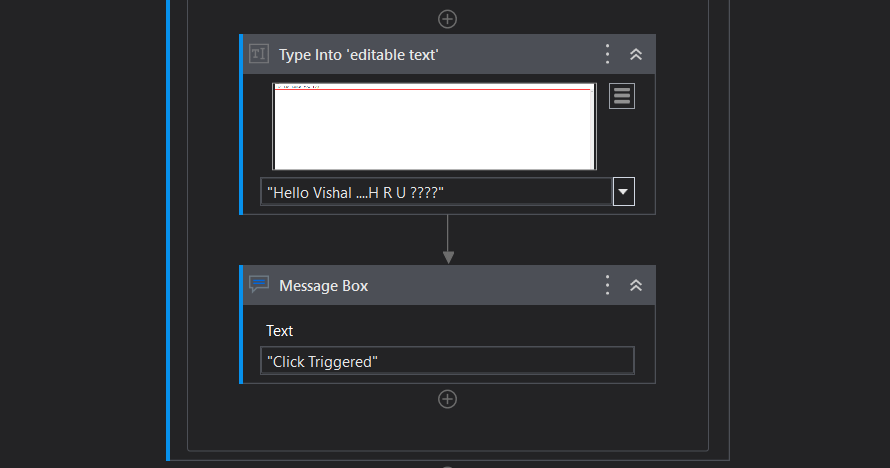 Type Into 'editable text'
"Hello Vishal ....H R U ????"
Message Box
Text
"Click Triggered"